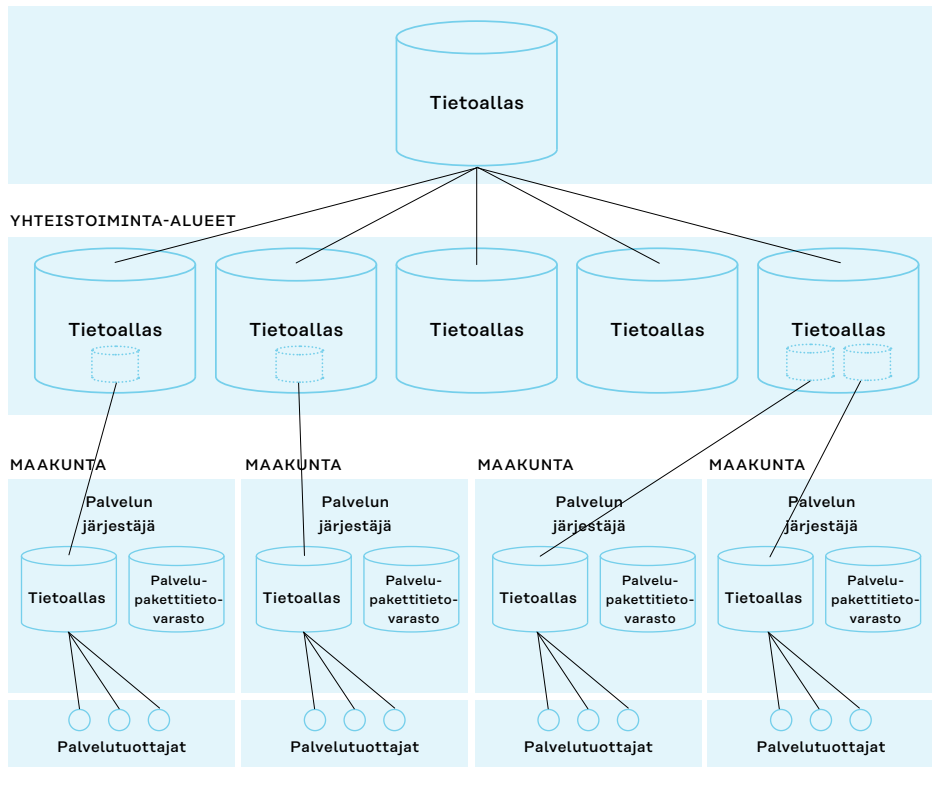 Tietoallas
YHTEISTOIMINTA-ALUEET
Tietoallas
Tietoallas
Tietoallas
Tietoallas
Tietoallas
MAAKUNTA
MAAKUNTA
MAAKUNTA
MAAKUNTA
Palvelun
järjestäjä
Tietoallas
Palvelu-
pakettitieto-
varasto
Palvelutuottajat
Palvelun
järjestäjä
Tietoallas
Palvelu-
pakettitieto-
varasto
Palvelutuottajat
Palvelun
järjestäjä
Tietoallas
Palvelu-
pakettitieto-
varasto
Palvelutuottajat
Palvelun
järjestäjä
Tietoallas
Palvelu-
pakettitieto-
varasto
Palvelutuottajat